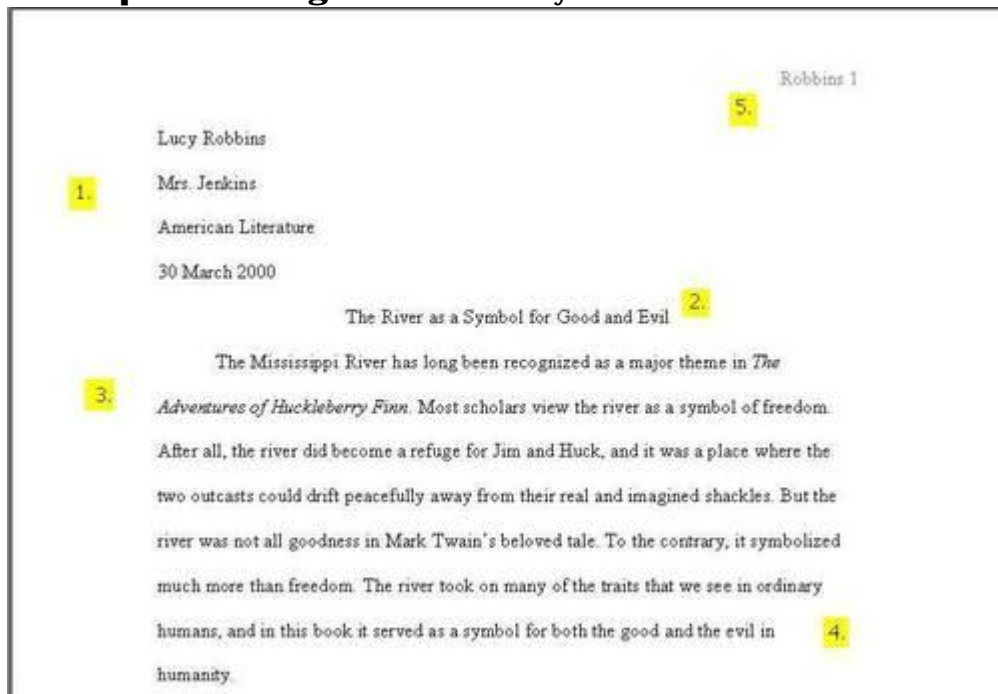 Robbins 1
5.
Lucy Robbins
1.
Mrs. Jenkins
American Literature
30 March 2000
2.
The River as a Symbol for Good and Evil
The Mississippi River has long been recognized as a major theme in The
3.
Adventures of Huckleberry Finn. Most scholars view the river as a symbol of freedom.
After all, the river did become a refuge for Jim and Huck, and it was a place where the
two outcasts could drift peacefully away from their real and imagined shackles. But the
river was not all goodness in Mark Twain's beloved tale. To the contrary, it symbolized
much more than freedom. The river took on many of the traits that we see in ordinary
humans, and in this book it served as a symbol for both the good and the evil in
4.
humanity.